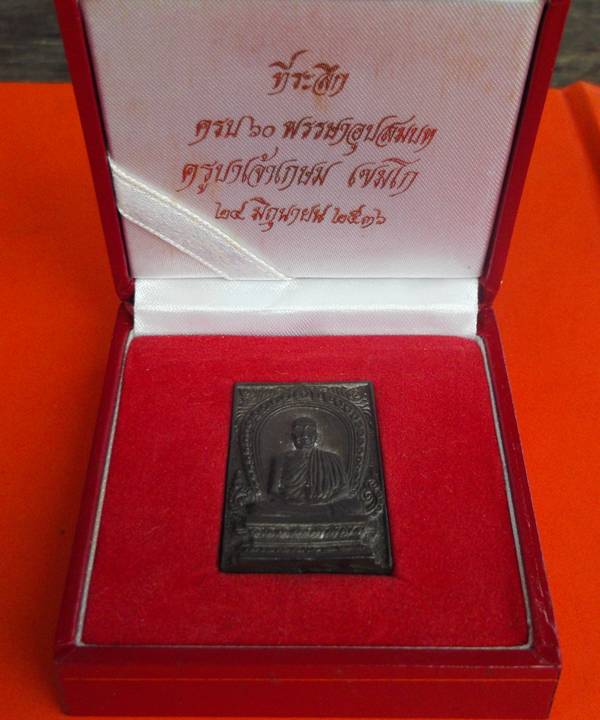 ที่ระลึก
ครบ ๖๐ พรรษาอุปสมบท
ครูบาเจ้าเกษม เขมโก
๒๘ มิถุนายน ๒๕๓๖